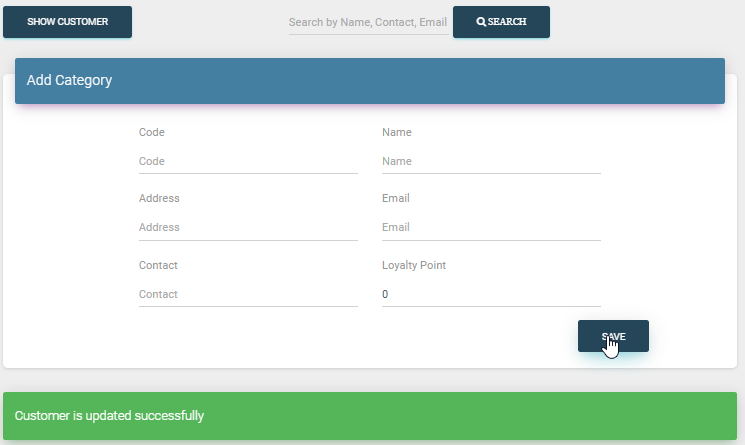 SHOW CUSTOMER
Search by Name, Contact, Email
SEARCH
Add Category
Code Name
Code Name
Address Email
Address Email
Contact Loyalty Point
Contact 0
SAVE
Customer is updated successfully